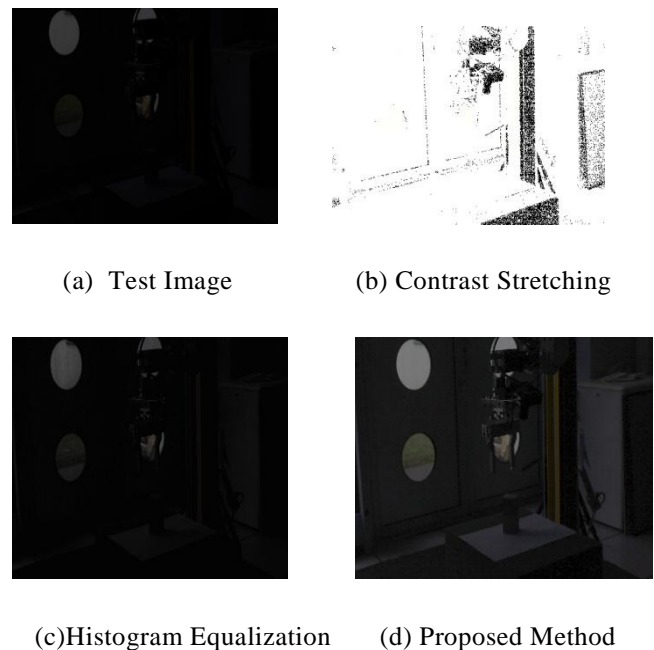 (a) Test Image
(b) Contrast Stretching
(c)Histogram Equalization
(d) Proposed Method